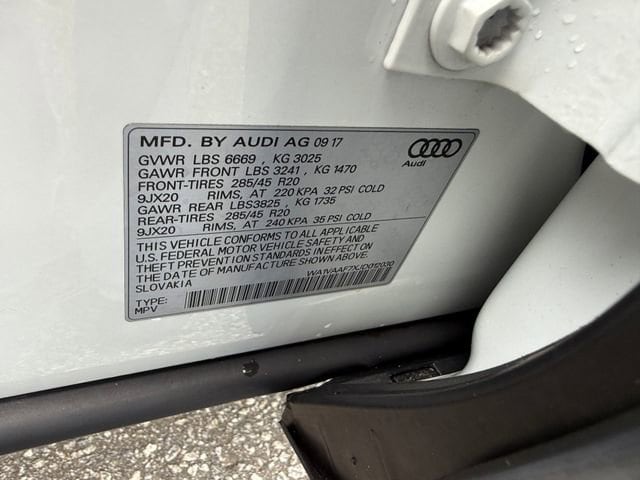 MFD. BY AUDI AG 09 17
Audi
GVWR LBS 6669 , KG 3025
GAWR FRONT LBS 3241 , KG 1470
FRONT-TIRES 285/45 R20
9JX20 RIMS, AT 220 KPA 32 PSI COLD
GAWR REAR LBS3825 , KG 1735
REAR-TIRES 285/45 R20
9JX20 RIMS, AT 240 KPA 35 PSI COLD
THIS VEHICLE CONFORMS TO ALL APPLICABLE
U.S. FEDERAL MOTOR VEHICLE SAFETY AND
THEFT PREVENTION STANDARDS IN EFFECT ON
THE DATE OF MANUFACTURE SHOWN ABOVE
SLOVAKIA
WA1VAAF7XJD012030
TYPE:
MPV